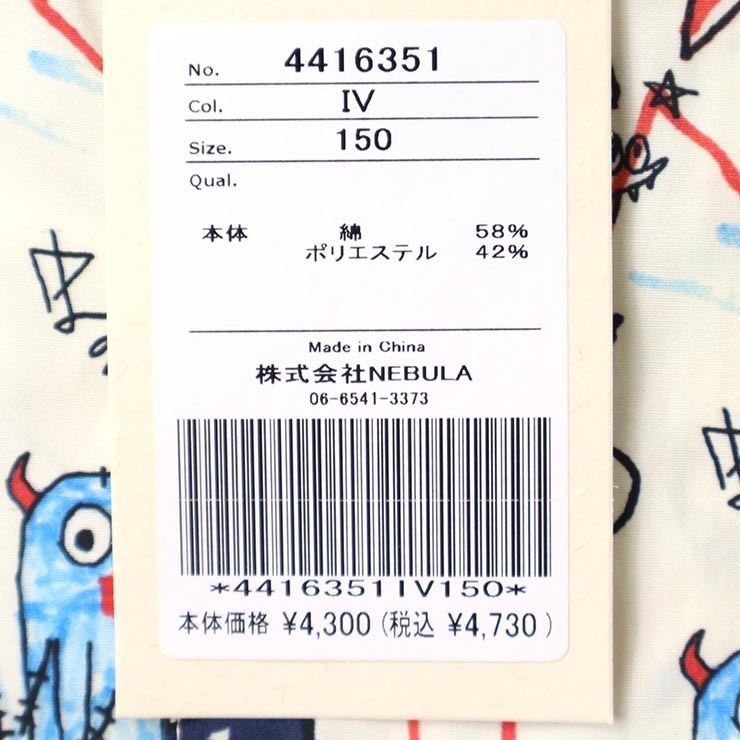 No. 4416351
Col. IV
Size. 150
Qual.
本体 綿 58%
ポリエステル 42%
Made in China
株式会社NEBULA
06-6541-3373
*4416351IV150*
本体価格 ¥4,300(税込 ¥4,730)